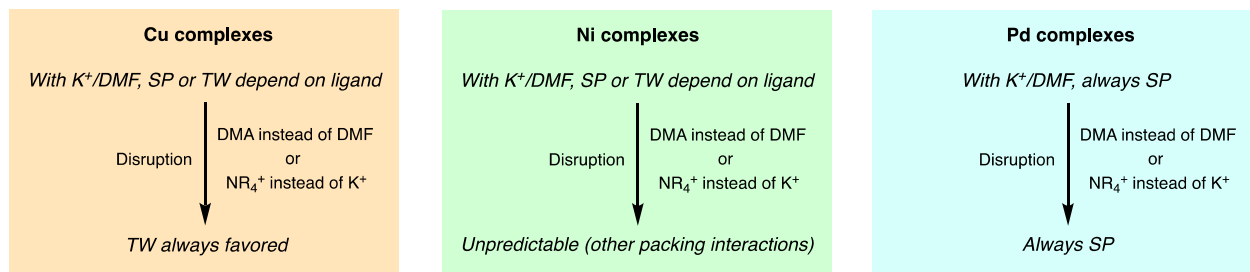 Cu complexes
With K⁺/DMF, SP or TW depend on ligand
Disruption
DMA instead of DMF
or
NR₄⁺ instead of K⁺
TW always favored
Ni complexes
With K⁺/DMF, SP or TW depend on ligand
Disruption
DMA instead of DMF
or
NR₄⁺ instead of K⁺
Unpredictable (other packing interactions)
Pd complexes
With K⁺/DMF, always SP
Disruption
DMA instead of DMF
or
NR₄⁺ instead of K⁺
Always SP